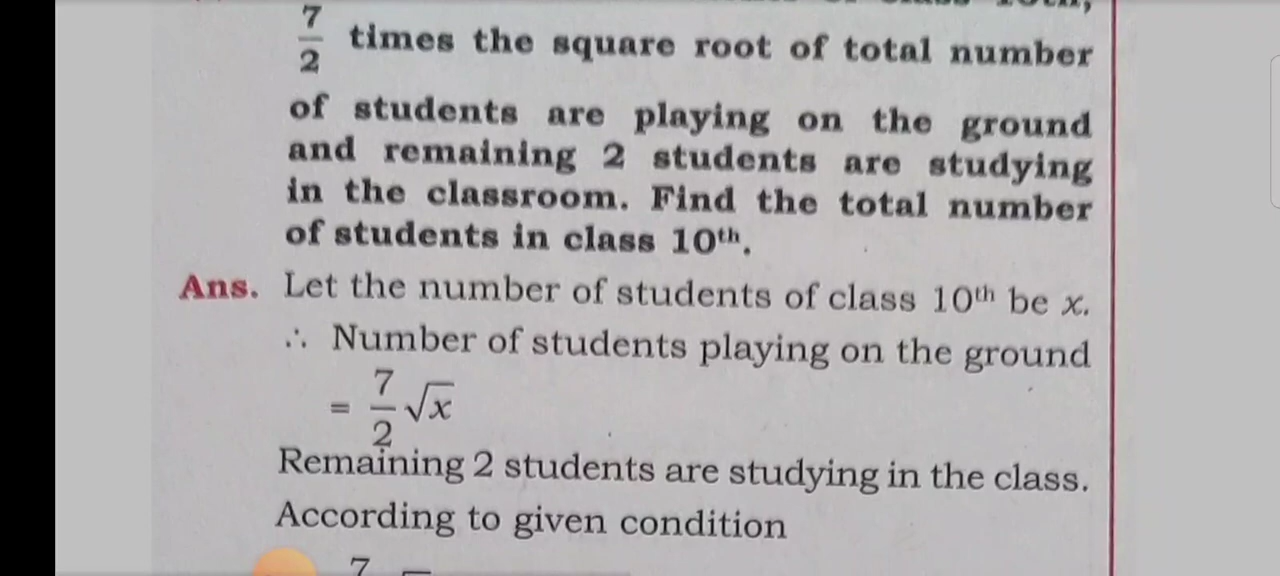 7/2 times the square root of total number
of students are playing on the ground
and remaining 2 students are studying
in the classroom. Find the total number
of students in class 10th.
Ans. Let the number of students of class 10th be x.
∴ Number of students playing on the ground
= 7/2 √x
Remaining 2 students are studying in the class.
According to given condition
7